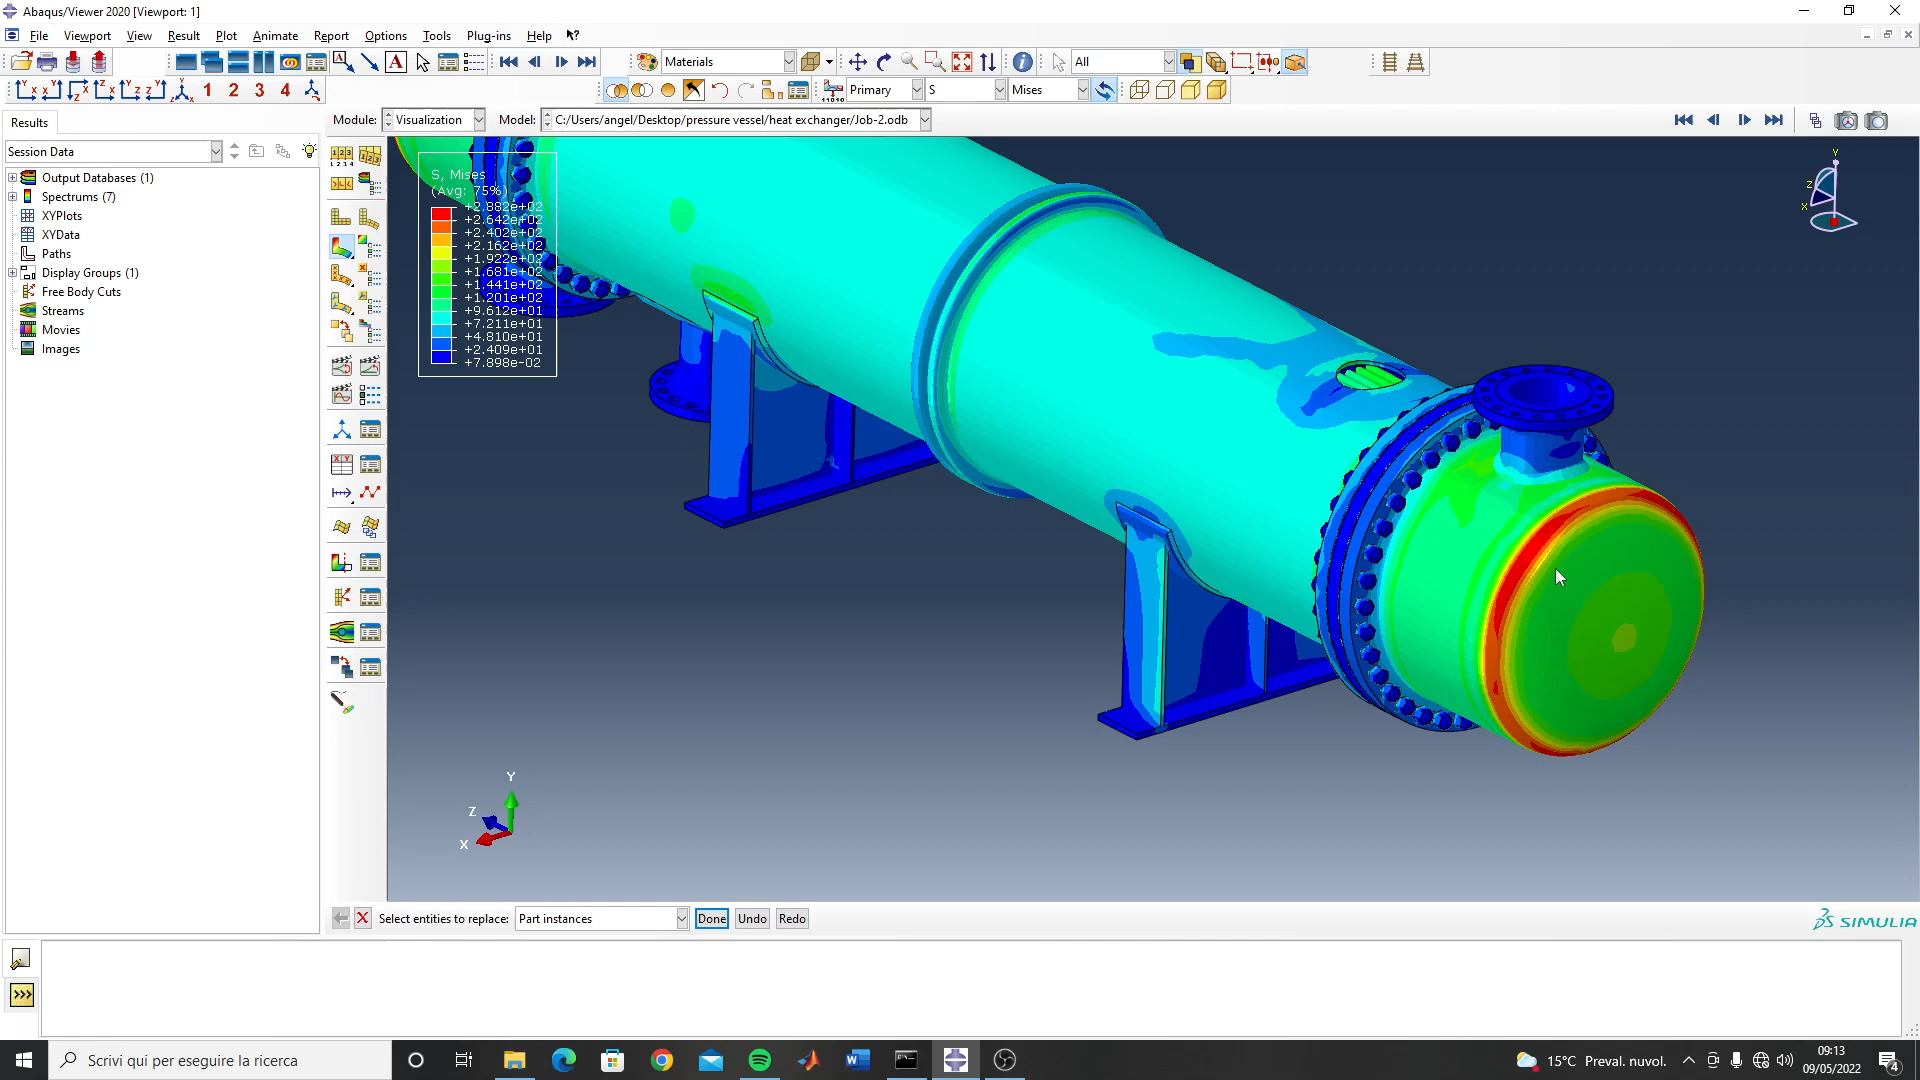 Abaqus/Viewer 2020 [Viewport: 1]
File Viewport View Result Plot Animate Report Options Tools Plug-ins Help
Materials
All
1 2 3 4
Primary S Mises
Results
Module: Visualization Model: C:/Users/angel/Desktop/pressure vessel/heat exchanger/Job-2.odb
Session Data
Output Databases (1)
Spectrums (7)
XYPlots
XYData
Paths
Display Groups (1)
Free Body Cuts
Streams
Movies
Images
S, Mises
(Avg: 75%)
+2.882e+02
+2.642e+02
+2.402e+02
+2.162e+02
+1.922e+02
+1.681e+02
+1.441e+02
+1.201e+02
+9.612e+01
+7.211e+01
+4.810e+01
+2.409e+01
+7.898e-02
Y
Z
X
Y
Z
X
Select entities to replace: Part instances Done Undo Redo
SIMULIA
>>>
Scrivi qui per eseguire la ricerca
15°C Preval. nuvol.
09:13
09/05/2022
4